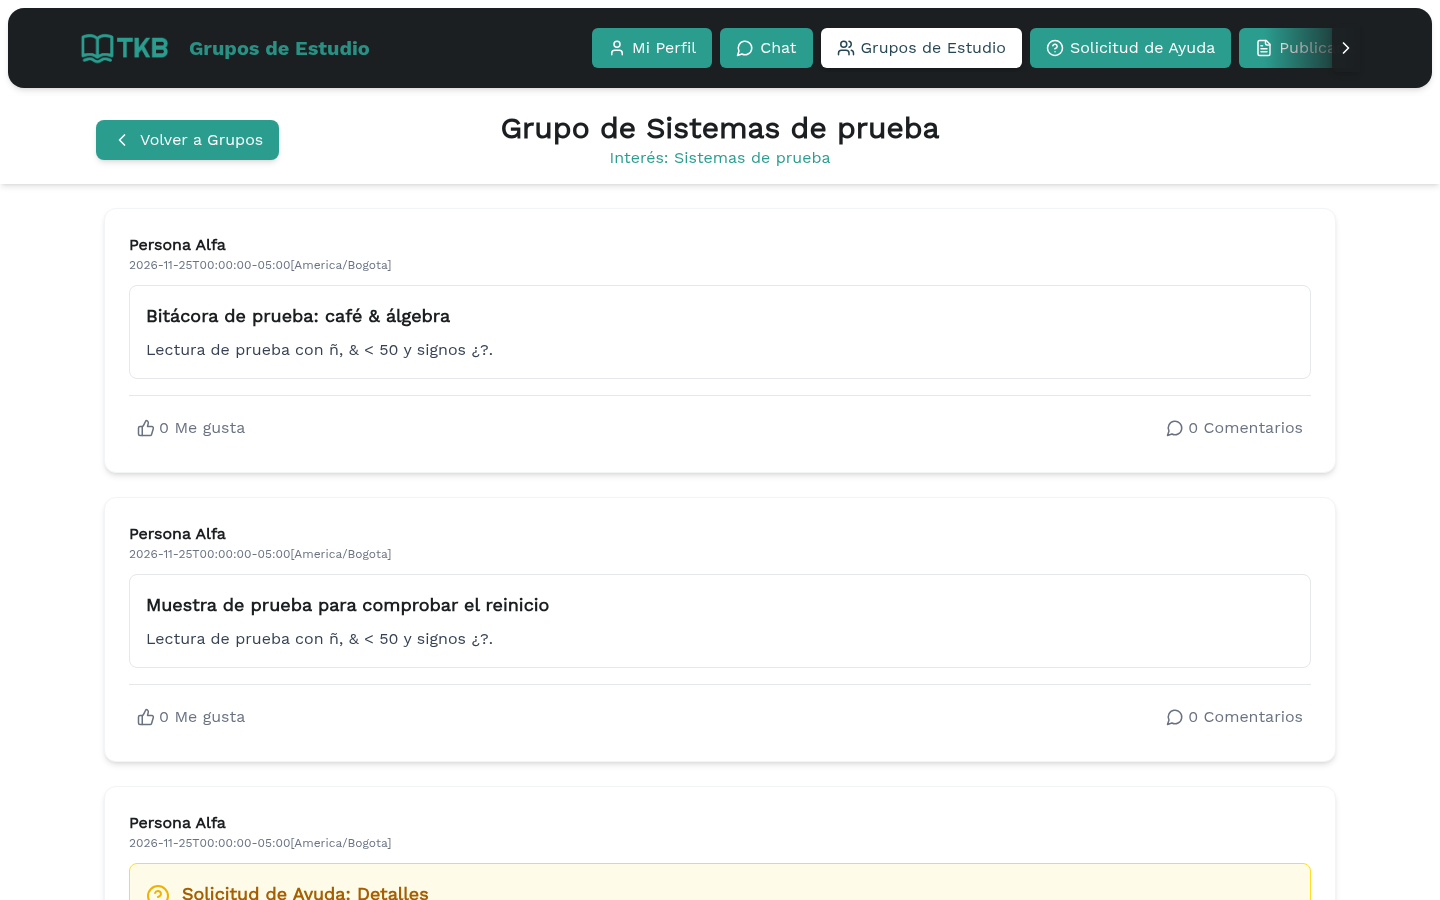 TKB Grupos de Estudio
Mi Perfil
Chat
Grupos de Estudio
Solicitud de Ayuda
Volver a Grupos
Grupo de Sistemas de prueba
Interés: Sistemas de prueba
Persona Alfa
2026-11-25T00:00:00-05:00[America/Bogota]
Bitácora de prueba: café & álgebra
Lectura de prueba con ñ, & < 50 y signos ¿?.
0 Me gusta
0 Comentarios
Persona Alfa
2026-11-25T00:00:00-05:00[America/Bogota]
Muestra de prueba para comprobar el reinicio
Lectura de prueba con ñ, & < 50 y signos ¿?.
0 Me gusta
0 Comentarios
Persona Alfa
2026-11-25T00:00:00-05:00[America/Bogota]
Solicitud de Ayuda: Detalles